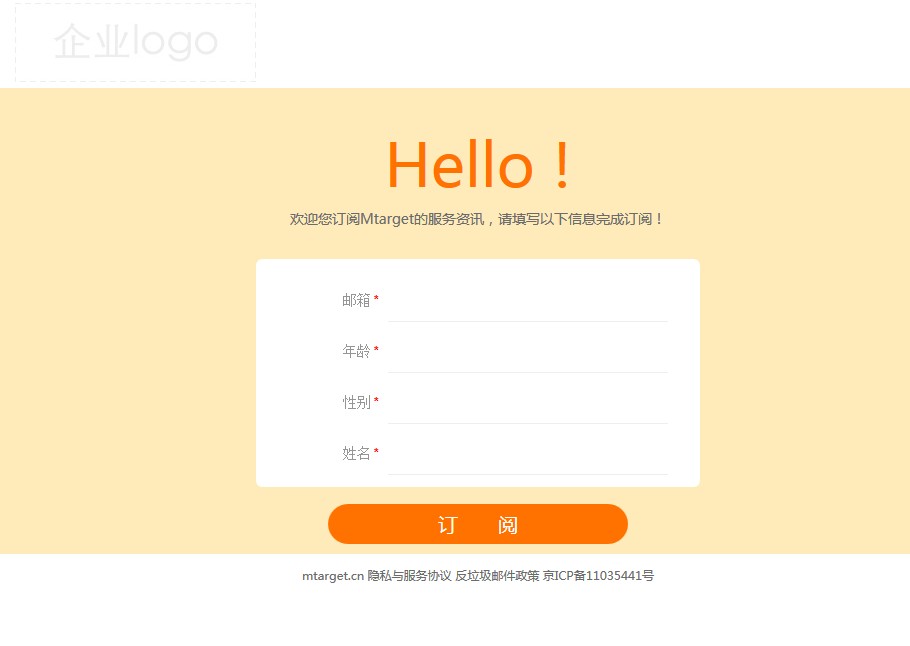 企业logo
Hello！
欢迎您订阅Mtarget的服务资讯，请填写以下信息完成订阅！
邮箱*
年龄*
性别*
姓名*
订 阅
mtarget.cn 隐私与服务协议 反垃圾邮件政策 京ICP备11035441号